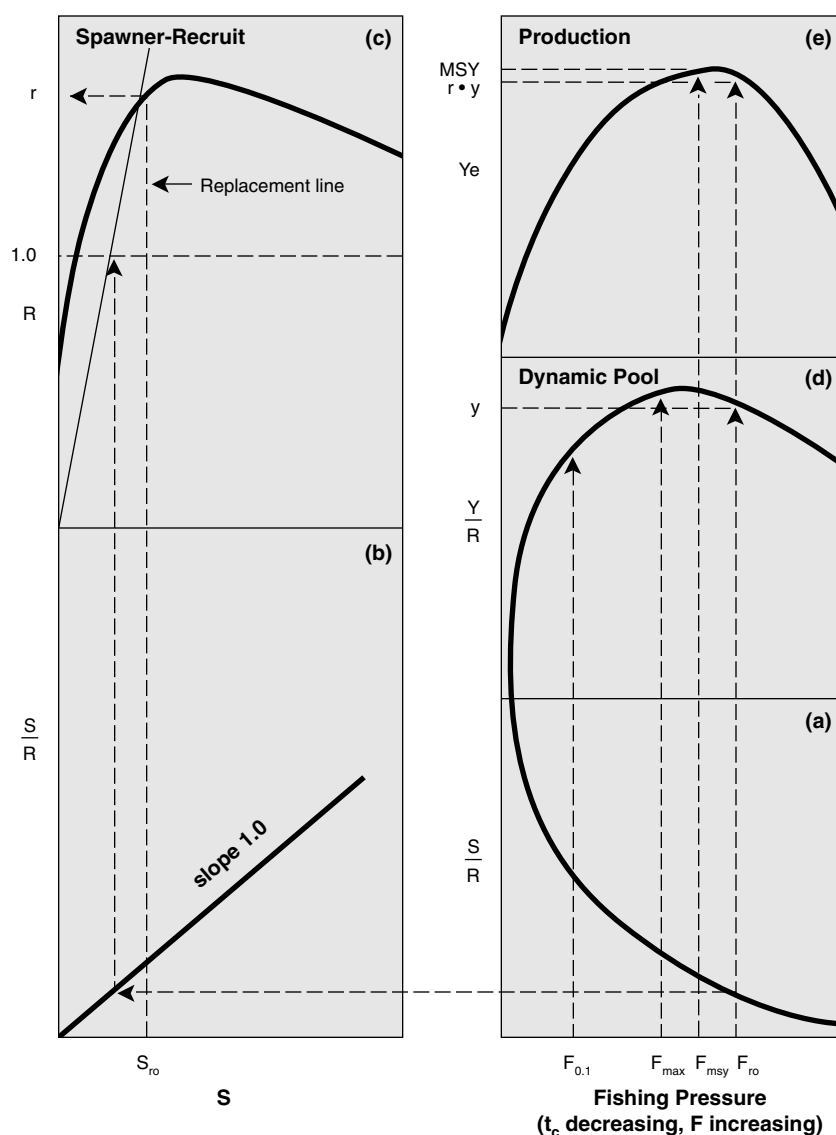 Spawner-Recruit (c)
r
Replacement line
1.0
R
(b)
S
R
slope 1.0
S_ro
S
Production (e)
MSY
r • y
Ye
Dynamic Pool (d)
y
Y
R
(a)
S
R
F_0.1 F_max F_msy F_ro
Fishing Pressure
(t_c decreasing, F increasing)